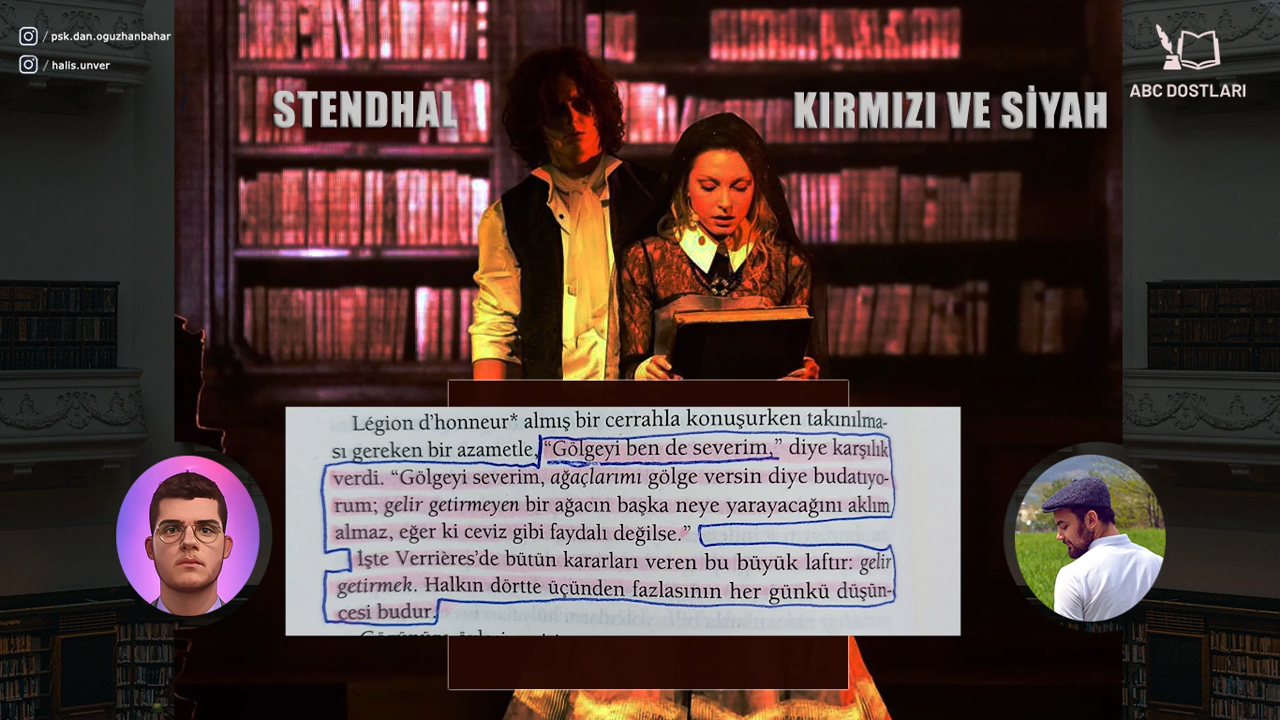 / psk.dan.oguzhanbahar
/ halis.unver
STENDHAL
KIRMIZI VE SİYAH
ABC DOSTLARI
Légion d'honneur* almış bir cerrahla konuşurken takınılma-
sı gereken bir azametle, “Gölgeyi ben de severim,” diye karşılık
verdi. “Gölgeyi severim, ağaçlarımı gölge versin diye budatıyo-
rum; gelir getirmeyen bir ağacın başka neye yarayacağını aklım
almaz, eğer ki ceviz gibi faydalı değilse.”
İşte Verrières'de bütün kararları veren bu büyük laftır: gelir
getirmek. Halkın dörtte üçünden fazlasının her günkü düşün-
cesi budur.